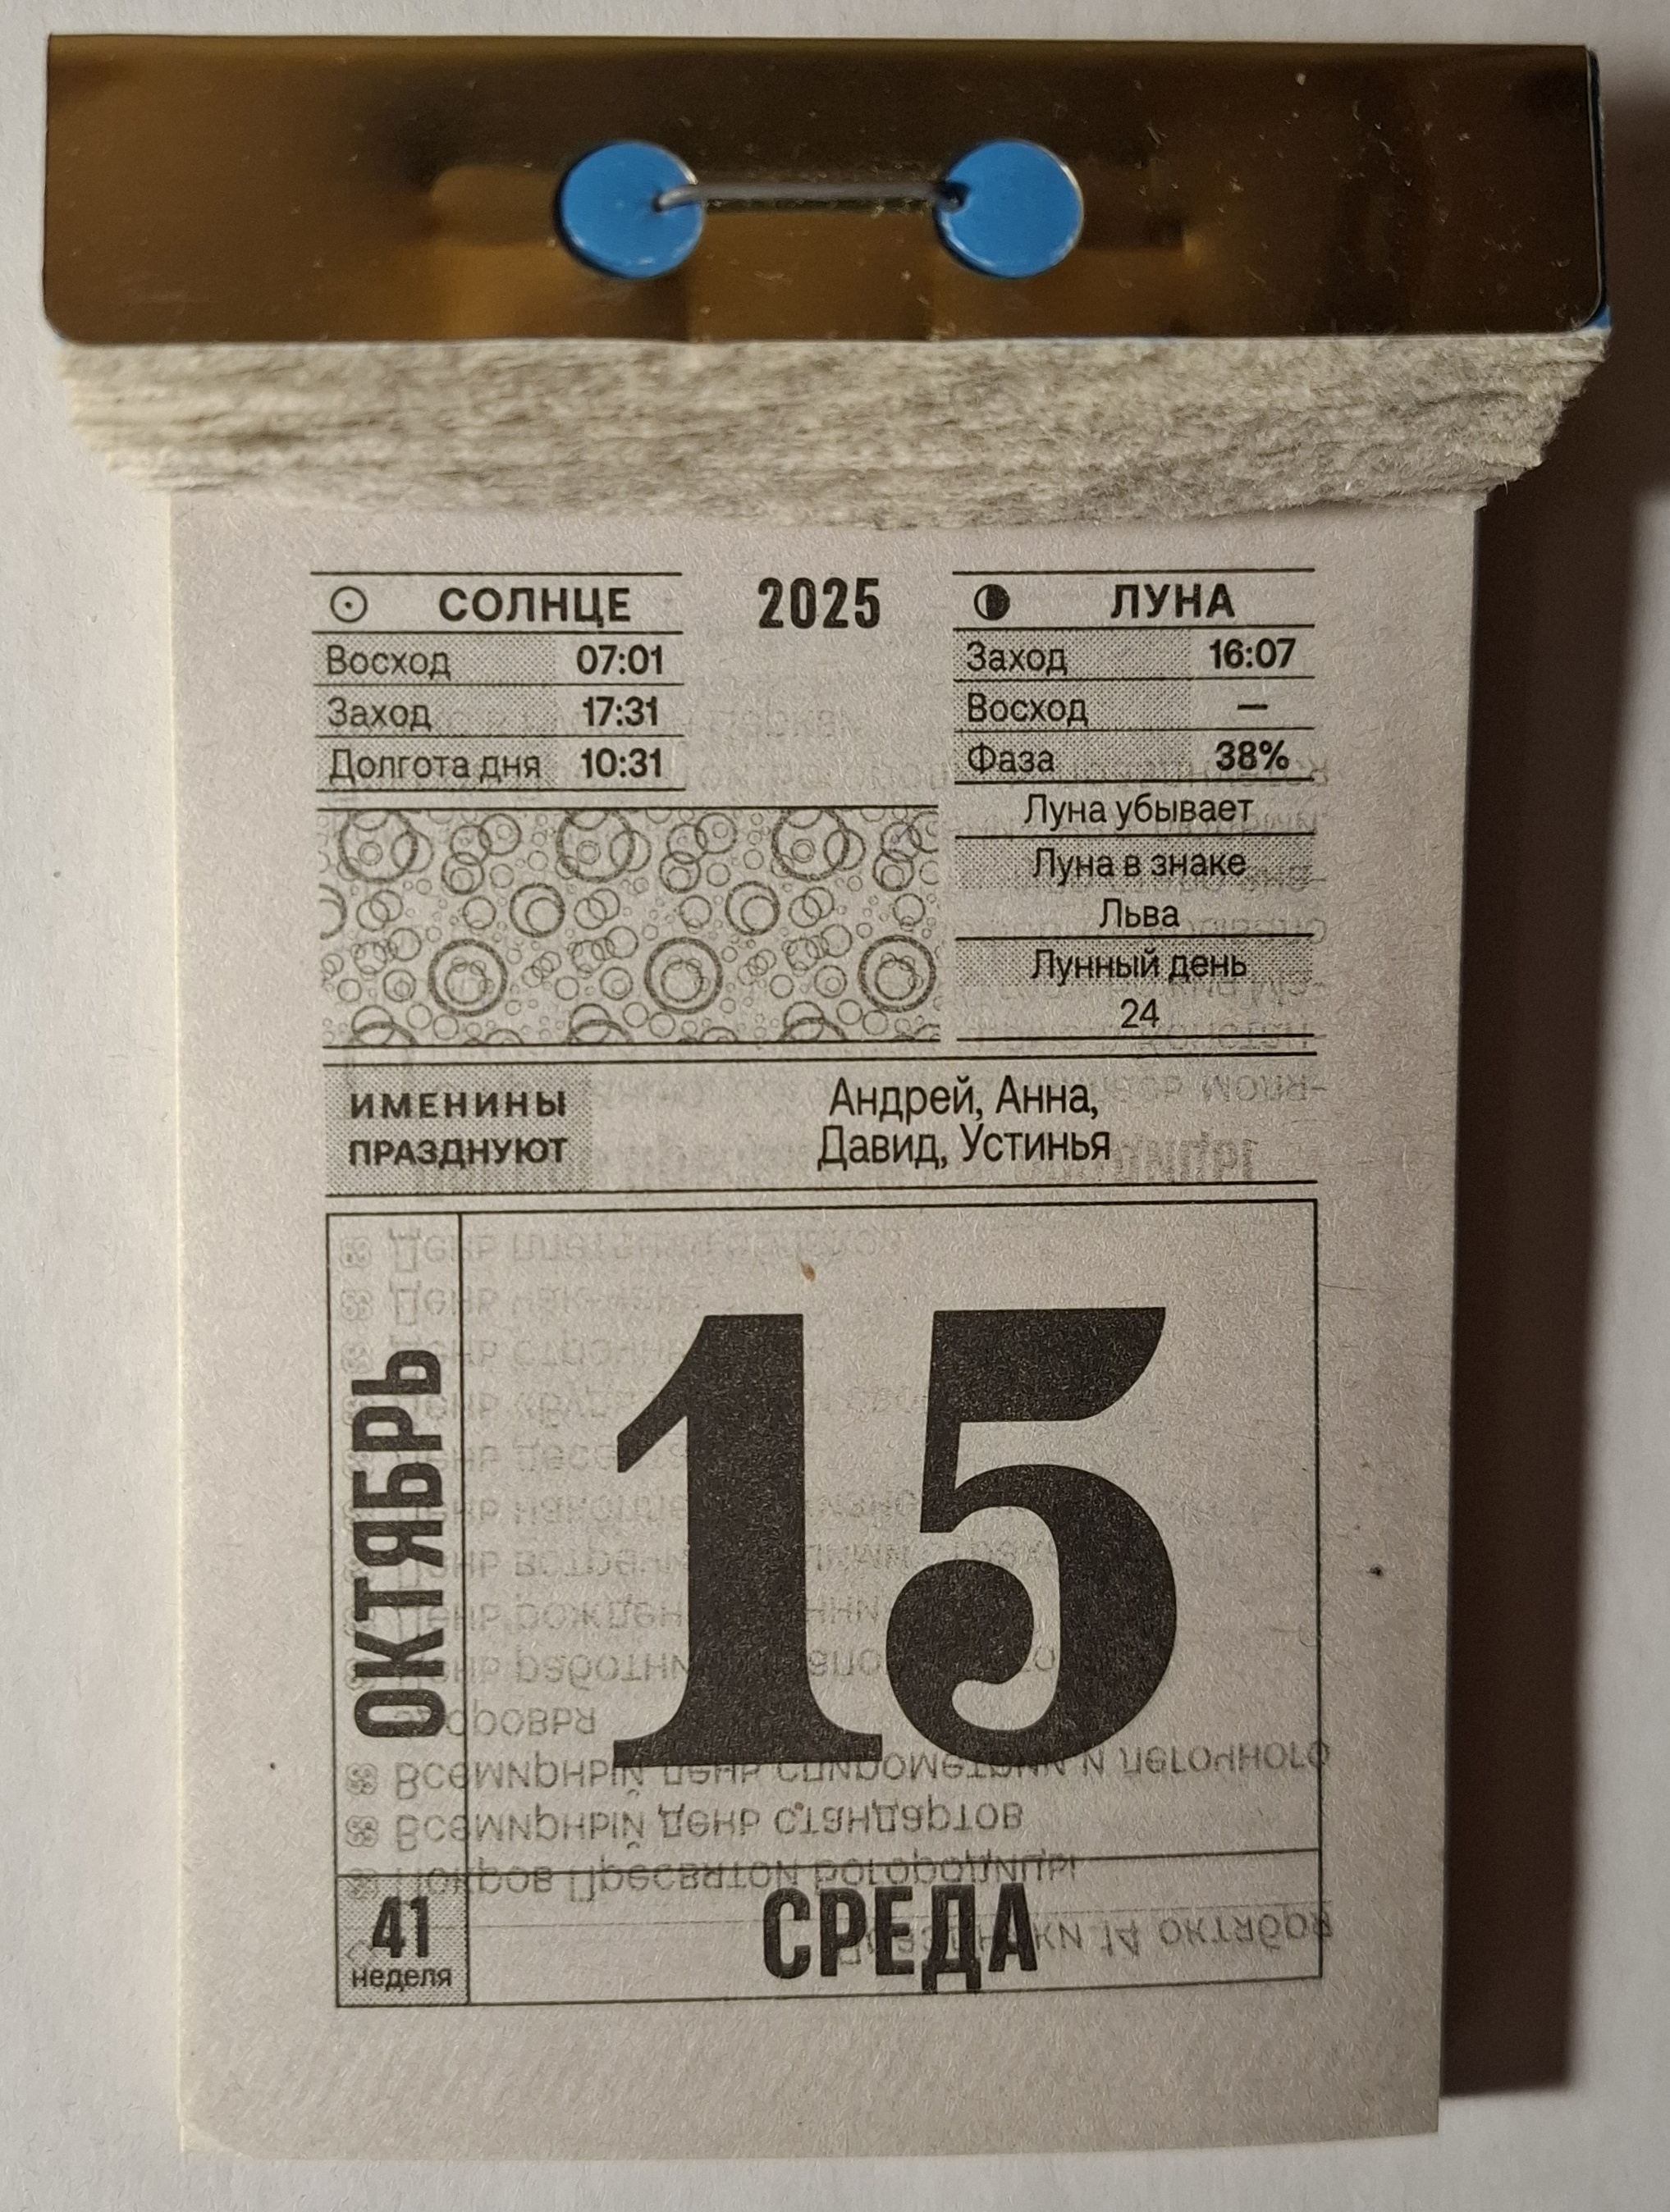 2025
СОЛНЦЕ
Восход 07:01
Заход 17:31
Долгота дня 10:31
ЛУНА
Заход 16:07
Восход —
Фаза 38%
Луна убывает
Луна в знаке
Льва
Лунный день
24
ИМЕНИНЫ
ПРАЗДНУЮТ
Андрей, Анна,
Давид, Устинья
ОКТЯБРЬ
15
41
неделя
СРЕДА